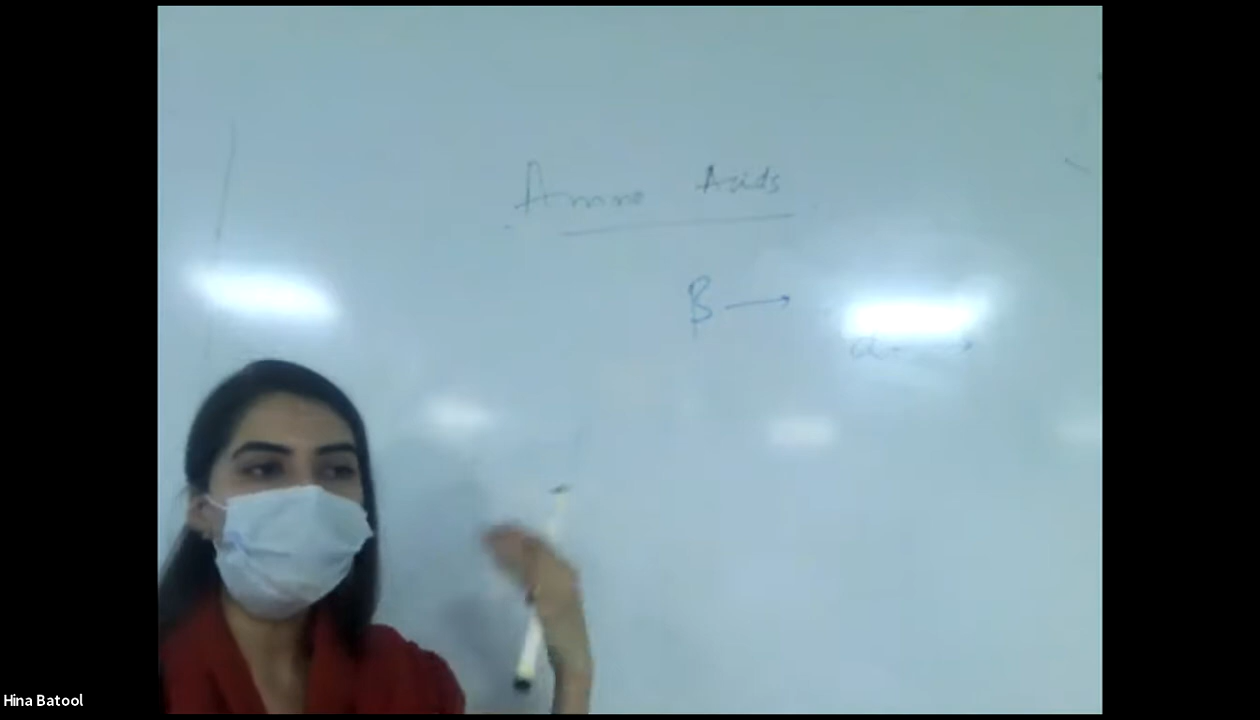 Amino Acids
β →
α →
Hina Batool